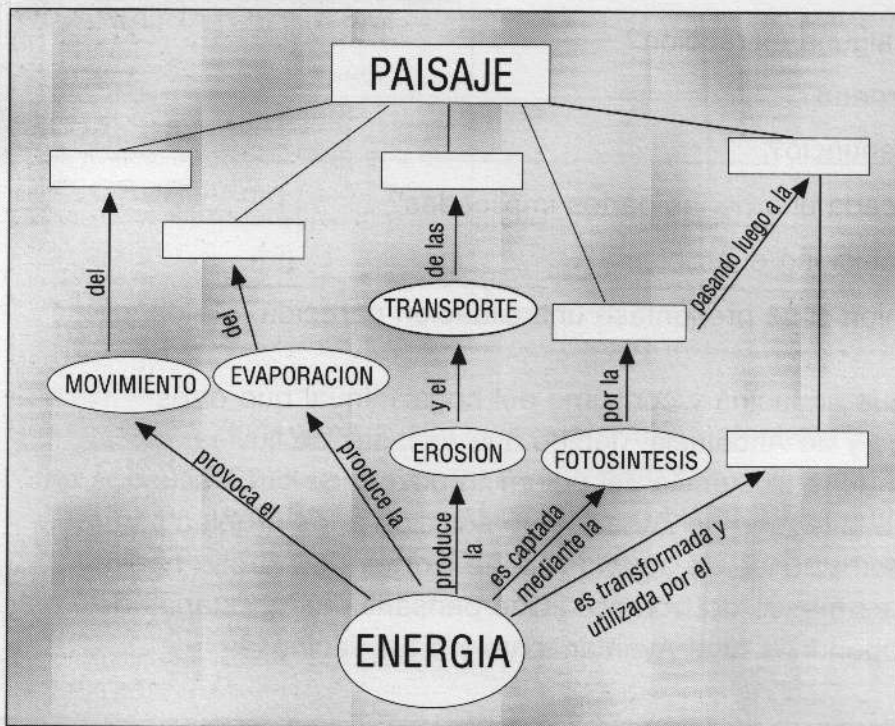 PAISAJE
del
del
de las
pasando luego a la
TRANSPORTE
MOVIMIENTO
EVAPORACION
y el
por la
EROSION
FOTOSINTESIS
provoca el
produce la
produce
la
es captada
mediante la
es transformada y
utilizada por el
ENERGIA